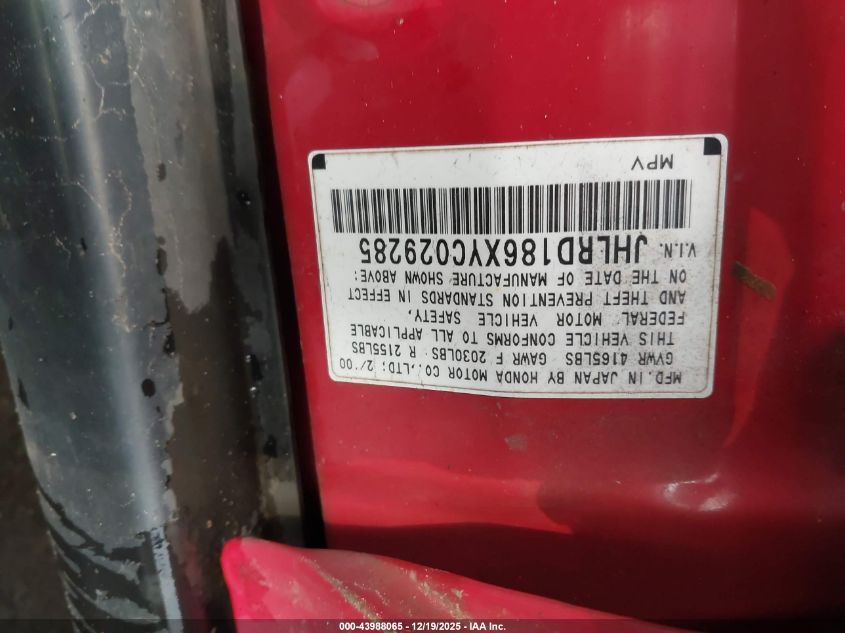 MFD.IN JAPAN BY HONDA MOTOR CO.,LTD; 2/'00
GVWR 4165LBS GAWR F 2030LBS R 2155LBS
THIS VEHICLE CONFORMS TO ALL APPLICABLE
FEDERAL MOTOR VEHICLE SAFETY,
AND THEFT PREVENTION STANDARDS IN EFFECT
ON THE DATE OF MANUFACTURE SHOWN ABOVE:
V.I.N. JHLRD186XYC029285
MPV
000-43988065 - 12/19/2025 - IAA Inc.